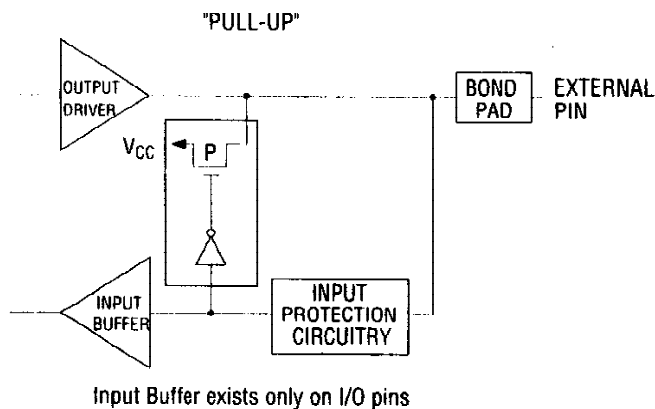 "PULL-UP"
OUTPUT
DRIVER
BOND
PAD
EXTERNAL
PIN
VCC
P
INPUT
BUFFER
INPUT
PROTECTION
CIRCUITRY
Input Buffer exists only on I/O pins